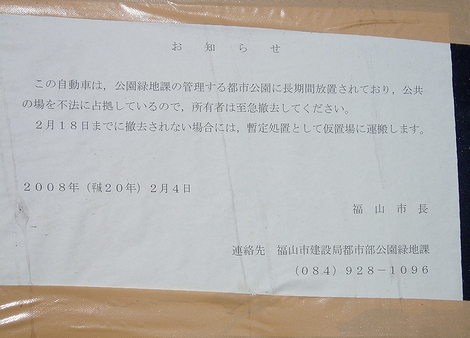 お知らせ
この自動車は，公園緑地課の管理する都市公園に長期間放置されており，公共
の場を不法に占拠しているので，所有者は至急撤去してください。
２月１８日までに撤去されない場合には，暫定処置として仮置場に運搬します。
２００８年（平成２０年）２月４日
福山市長
連絡先　福山市建設局都市部公園緑地課
（０８４）９２８－１０９６